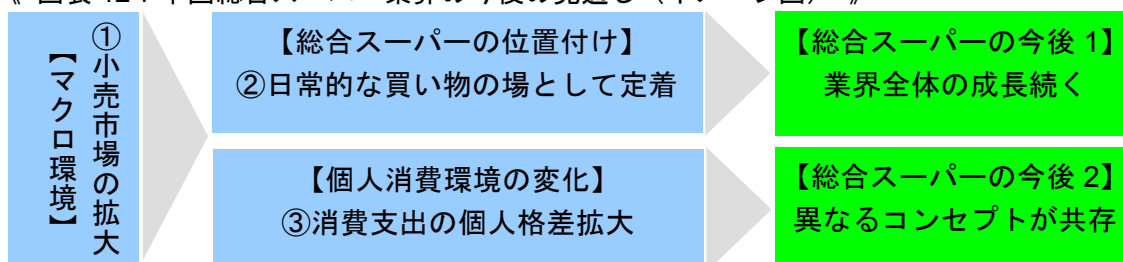 【マクロ環境】
①小売市場の拡大
【総合スーパーの位置付け】
②日常的な買い物の場として定着
【総合スーパーの今後 1】
業界全体の成長続く
【個人消費環境の変化】
③消費支出の個人格差拡大
【総合スーパーの今後 2】
異なるコンセプトが共存